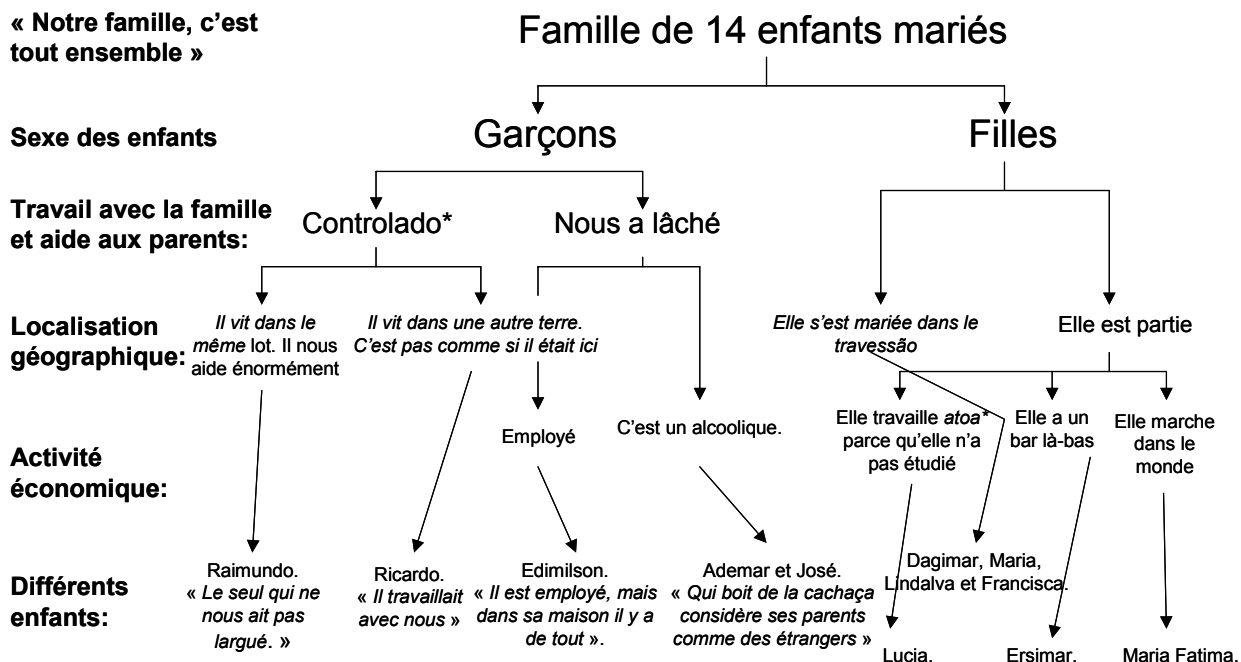 « Notre famille, c'est
tout ensemble »
Famille de 14 enfants mariés
Sexe des enfants
Garçons
Filles
Travail avec la famille
et aide aux parents:
Controlado*
Nous a lâché
Localisation
géographique:
Il vit dans le
même lot. Il nous
aide énormément
Il vit dans une autre terre.
C'est pas comme si il était ici
Elle s'est mariée dans le
travessão
Elle est partie
Activité
économique:
Employé
C'est un alcoolique.
Elle travaille atoa*
parce qu'elle n'a
pas étudié
Elle a un
bar là-bas
Elle marche
dans le
monde
Différents
enfants:
Raimundo.
« Le seul qui ne
nous ait pas
largué. »
Ricardo.
« Il travaillait
avec nous »
Edimilson.
« Il est employé, mais
dans sa maison il y a
de tout ».
Ademar et José.
« Qui boit de la cachaça
considère ses parents
comme des étrangers »
Dagimar, Maria,
Lindalva et Francisca.
Lucia.
Ersimar.
Maria Fatima.